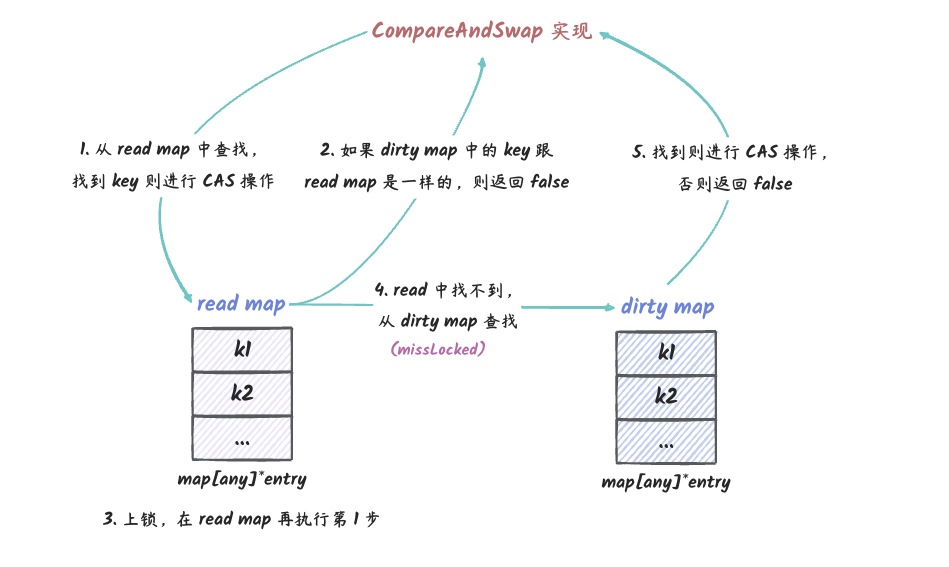 CompareAndSwap 实现
1. 从 read map 中查找，
找到 key 则进行 CAS 操作
2. 如果 dirty map 中的 key 跟
read map 是一样的，则返回 false
5. 找到则进行 CAS 操作，
否则返回 false
4. read 中找不到，
从 dirty map 查找
(missLocked)
read map
k1
k2
...
map[any]*entry
dirty map
k1
k2
...
map[any]*entry
3. 上锁，在 read map 再执行第 1 步